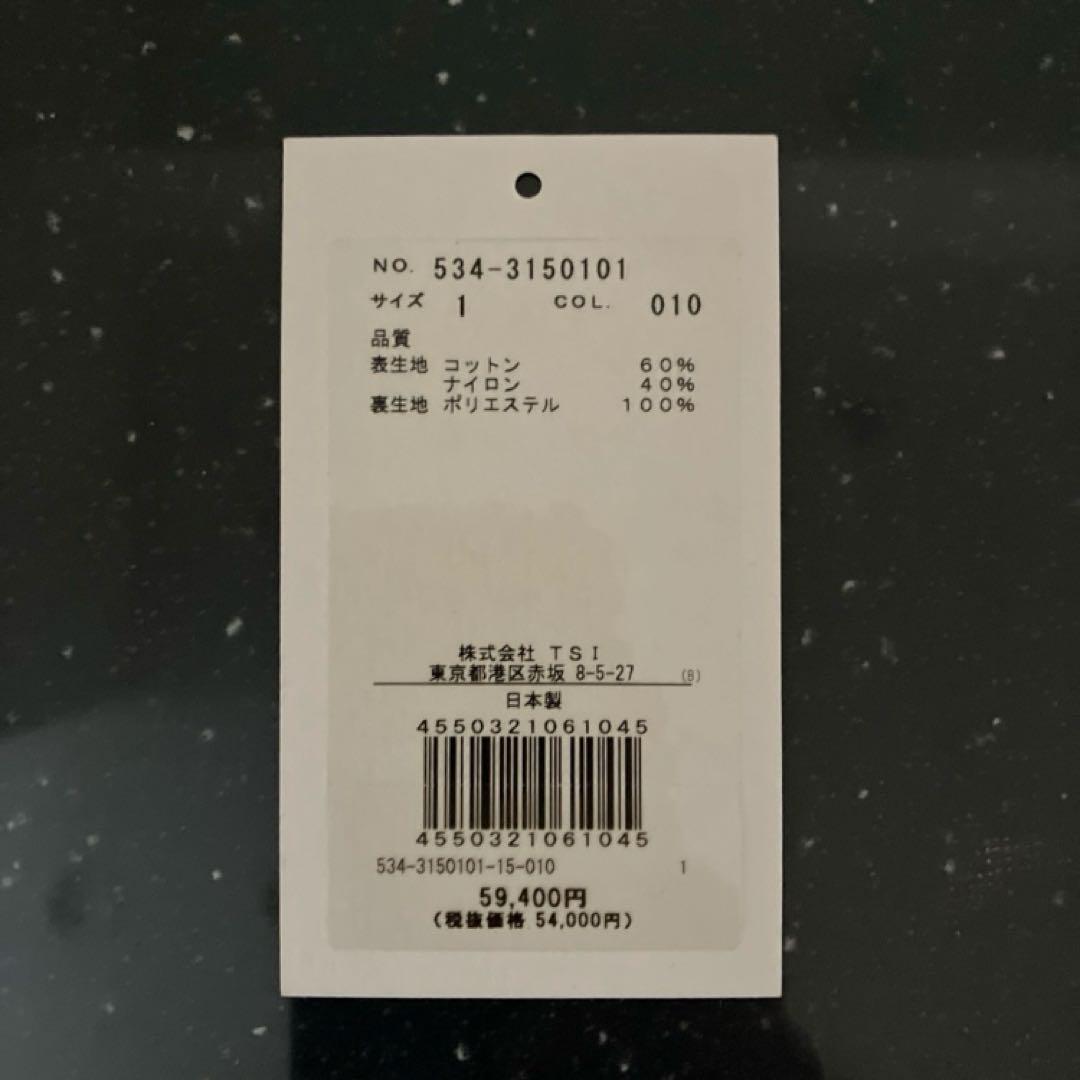 NO. 534-3150101
サイズ 1 COL. 010
品質
表生地 コットン 60%
ナイロン 40%
裏生地 ポリエステル 100%
株式会社 TSI
東京都港区赤坂 8-5-27 (B)
日本製
4550321061045
4550321061045
534-3150101-15-010 1
59,400円
(税抜価格 54,000円)